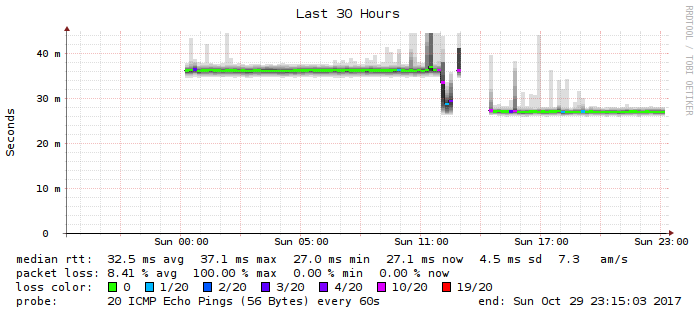 Last 30 Hours
RRDTOOL / TOBI OETIKER
Seconds
40 m
30 m
20 m
10 m
0
Sun 00:00 Sun 05:00 Sun 11:00 Sun 17:00 Sun 23:00
median rtt: 32.5 ms avg 37.1 ms max 27.0 ms min 27.1 ms now 4.5 ms sd 7.3 am/s
packet loss: 8.41 % avg 100.00 % max 0.00 % min 0.00 % now
loss color: 0 1/20 2/20 3/20 4/20 10/20 19/20
probe: 20 ICMP Echo Pings (56 Bytes) every 60s end: Sun Oct 29 23:15:03 2017